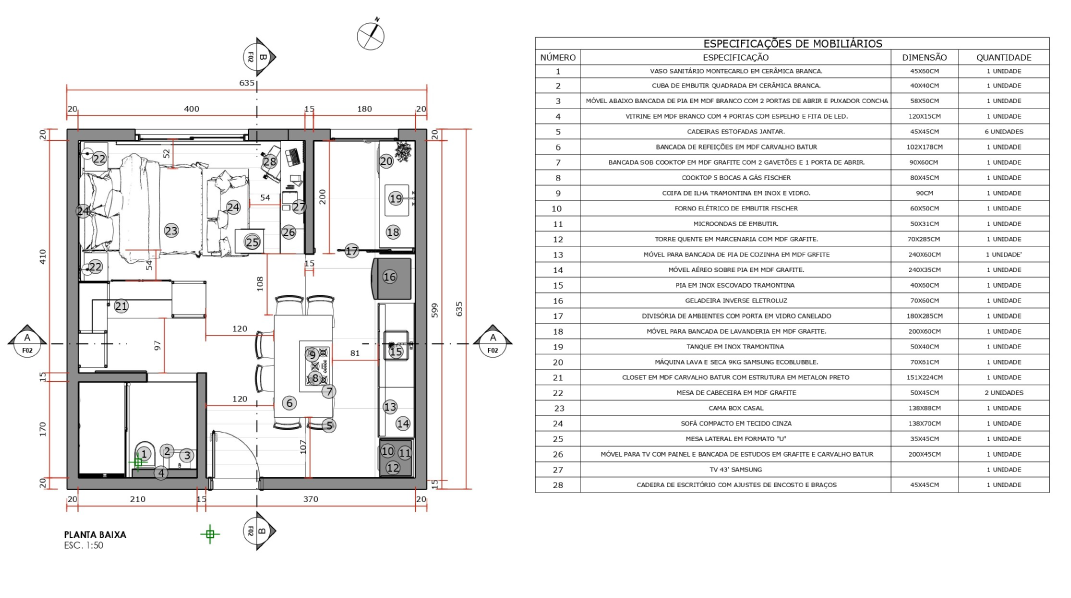 N
B
F02
635
20 400 15 180 20
20 20
22 52 28 20
24 24 54 27 200 19
23 25 26 18
410 22 54 17
15 16
108
21 599 635
120
A
F02
A
F02
97 81 15
9
15 8
7
120 6 13
5 14
170 107
1 2 3 10 11
4 12
20 15
20 210 15 370 20
PLANTA BAIXA
ESC. 1:50
F02
B
ESPECIFICAÇÕES DE MOBILIÁRIOS
NÚMERO ESPECIFICAÇÃO DIMENSÃO QUANTIDADE
1 VASO SANITÁRIO MONTECARLO EM CERÂMICA BRANCA. 45X60CM 1 UNIDADE
2 CUBA DE EMBUTIR QUADRADA EM CERÂMICA BRANCA. 40X40CM 1 UNIDADE
3 MÓVEL ABAIXO BANCADA DE PIA EM MDF BRANCO COM 2 PORTAS DE ABRIR E PUXADOR CONCHA 58X50CM 1 UNIDADE
4 VITRINE EM MDF BRANCO COM 4 PORTAS COM ESPELHO E FITA DE LED. 120X15CM 1 UNIDADE
5 CADEIRAS ESTOFADAS JANTAR. 45X45CM 6 UNIDADES
6 BANCADA DE REFEIÇÕES EM MDF CARVALHO BATUR 102X178CM 1 UNIDADE
7 BANCADA SOB COOKTOP EM MDF GRAFITE COM 2 GAVETÕES E 1 PORTA DE ABRIR. 90X60CM 1 UNIDADE
8 COOKTOP 5 BOCAS A GÁS FISCHER 80X45CM 1 UNIDADE
9 COIFA DE ILHA TRAMONTINA EM INOX E VIDRO. 90CM 1 UNIDADE
10 FORNO ELÉTRICO DE EMBUTIR FISCHER 60X50CM 1 UNIDADE
11 MICROONDAS DE EMBUTIR. 50X31CM 1 UNIDADE
12 TORRE QUENTE EM MARCENARIA COM MDF GRAFITE. 70X285CM 1 UNIDADE
13 MÓVEL PARA BANCADA DE PIA DE COZINHA EM MDF GRFITE 240X60CM 1 UNIDADE'
14 MÓVEL AÉREO SOBRE PIA EM MDF GRAFITE. 240X35CM 1 UNIDADE
15 PIA EM INOX ESCOVADO TRAMONTINA 40X50CM 1 UNIDADE
16 GELADEIRA INVERSE ELETROLUZ 70X60CM 1 UNIDADE
17 DIVISÓRIA DE AMBIENTES COM PORTA EM VIDRO CANELADO 180X285CM 1 UNIDADE
18 MÓVEL PARA BANCADA DE LAVANDERIA EM MDF GRAFITE. 200X60CM 1 UNIDADE
19 TANQUE EM INOX TRAMONTINA 50X40CM 1 UNIDADE
20 MÁQUINA LAVA E SECA 9KG SAMSUNG ECOBLUBBLE. 70X51CM 1 UNIDADE
21 CLOSET EM MDF CARVALHO BATUR COM ESTRUTURA EM METALON PRETO 151X224CM 1 UNIDADE
22 MESA DE CABECEIRA EM MDF GRAFITE 50X45CM 2 UNIDADES
23 CAMA BOX CASAL 138X88CM 1 UNIDADE
24 SOFÁ COMPACTO EM TECIDO CINZA 138X70CM 1 UNIDADE
25 MESA LATERAL EM FORMATO "U" 35X45CM 1 UNIDADE
26 MÓVEL PARA TV COM PAINEL E BANCADA DE ESTUDOS EM GRAFITE E CARVALHO BATUR 200X45CM 1 UNIDADE
27 TV 43' SAMSUNG 1 UNIDADE
28 CADEIRA DE ESCRITÓRIO COM AJUSTES DE ENCOSTO E BRAÇOS 45X45CM 1 UNIDADE